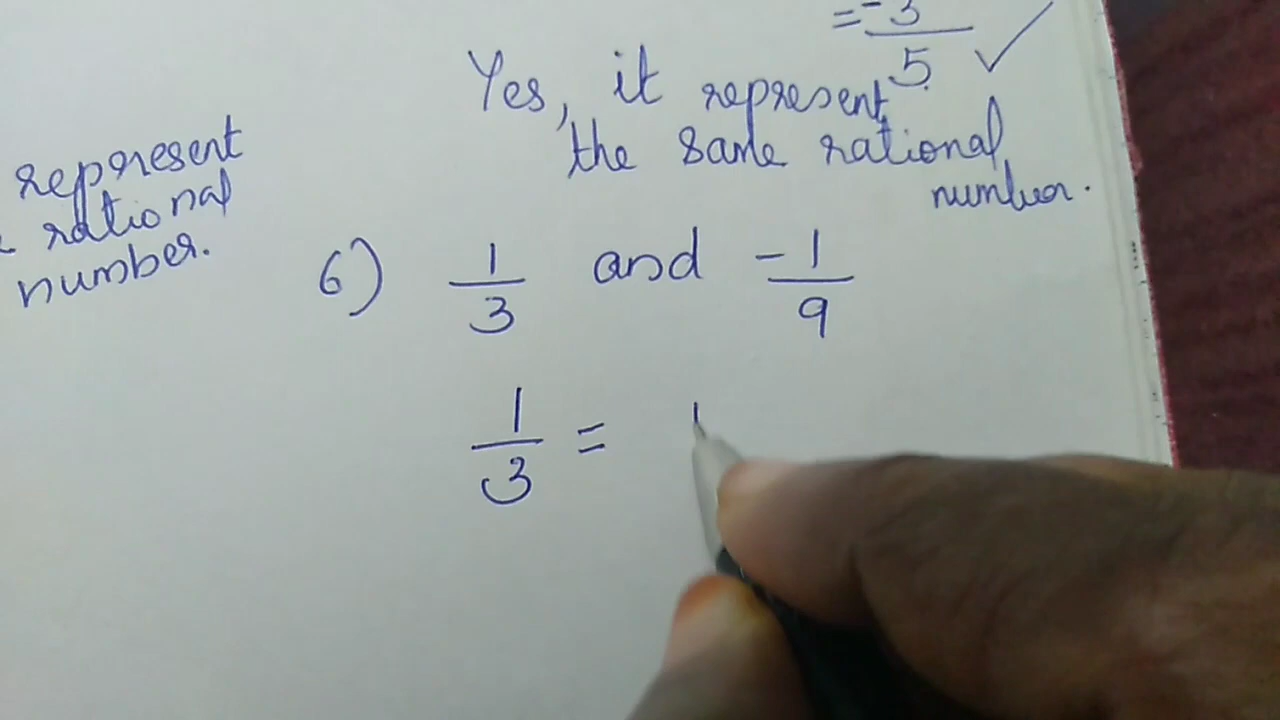 = -3/5 ✓
Yes, it represent
the same rational
number.
represent
rational
number.
6) 1/3 and -1/9
1/3 =